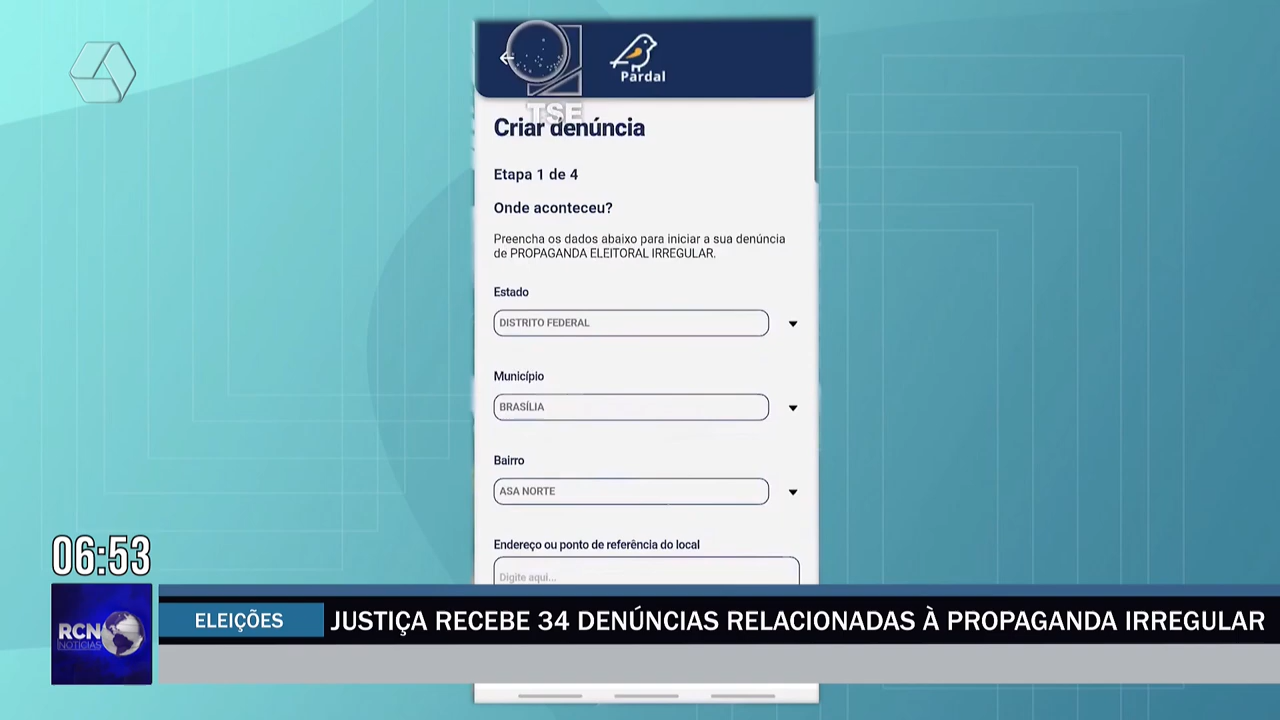 Pardal
TSE
Criar denúncia
Etapa 1 de 4
Onde aconteceu?
Preencha os dados abaixo para iniciar a sua denúncia
de PROPAGANDA ELEITORAL IRREGULAR.
Estado
DISTRITO FEDERAL
Município
BRASÍLIA
Bairro
ASA NORTE
Endereço ou ponto de referência do local
Digite aqui...
06:53
RCN
NOTÍCIAS
ELEIÇÕES
JUSTIÇA RECEBE 34 DENÚNCIAS RELACIONADAS À PROPAGANDA IRREGULAR